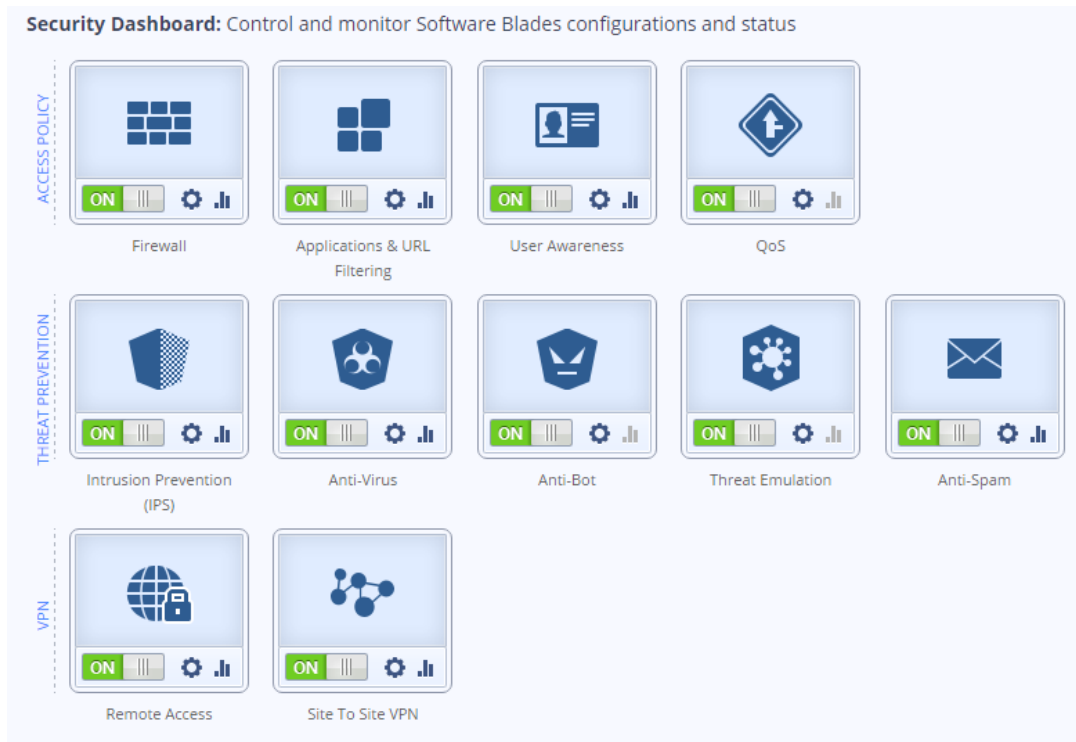 Security Dashboard: Control and monitor Software Blades configurations and status
ACCESS POLICY
ON
ON
ON
ON
Firewall
Applications & URL
Filtering
User Awareness
QoS
THREAT PREVENTION
ON
ON
ON
ON
ON
Intrusion Prevention
(IPS)
Anti-Virus
Anti-Bot
Threat Emulation
Anti-Spam
VPN
ON
ON
Remote Access
Site To Site VPN